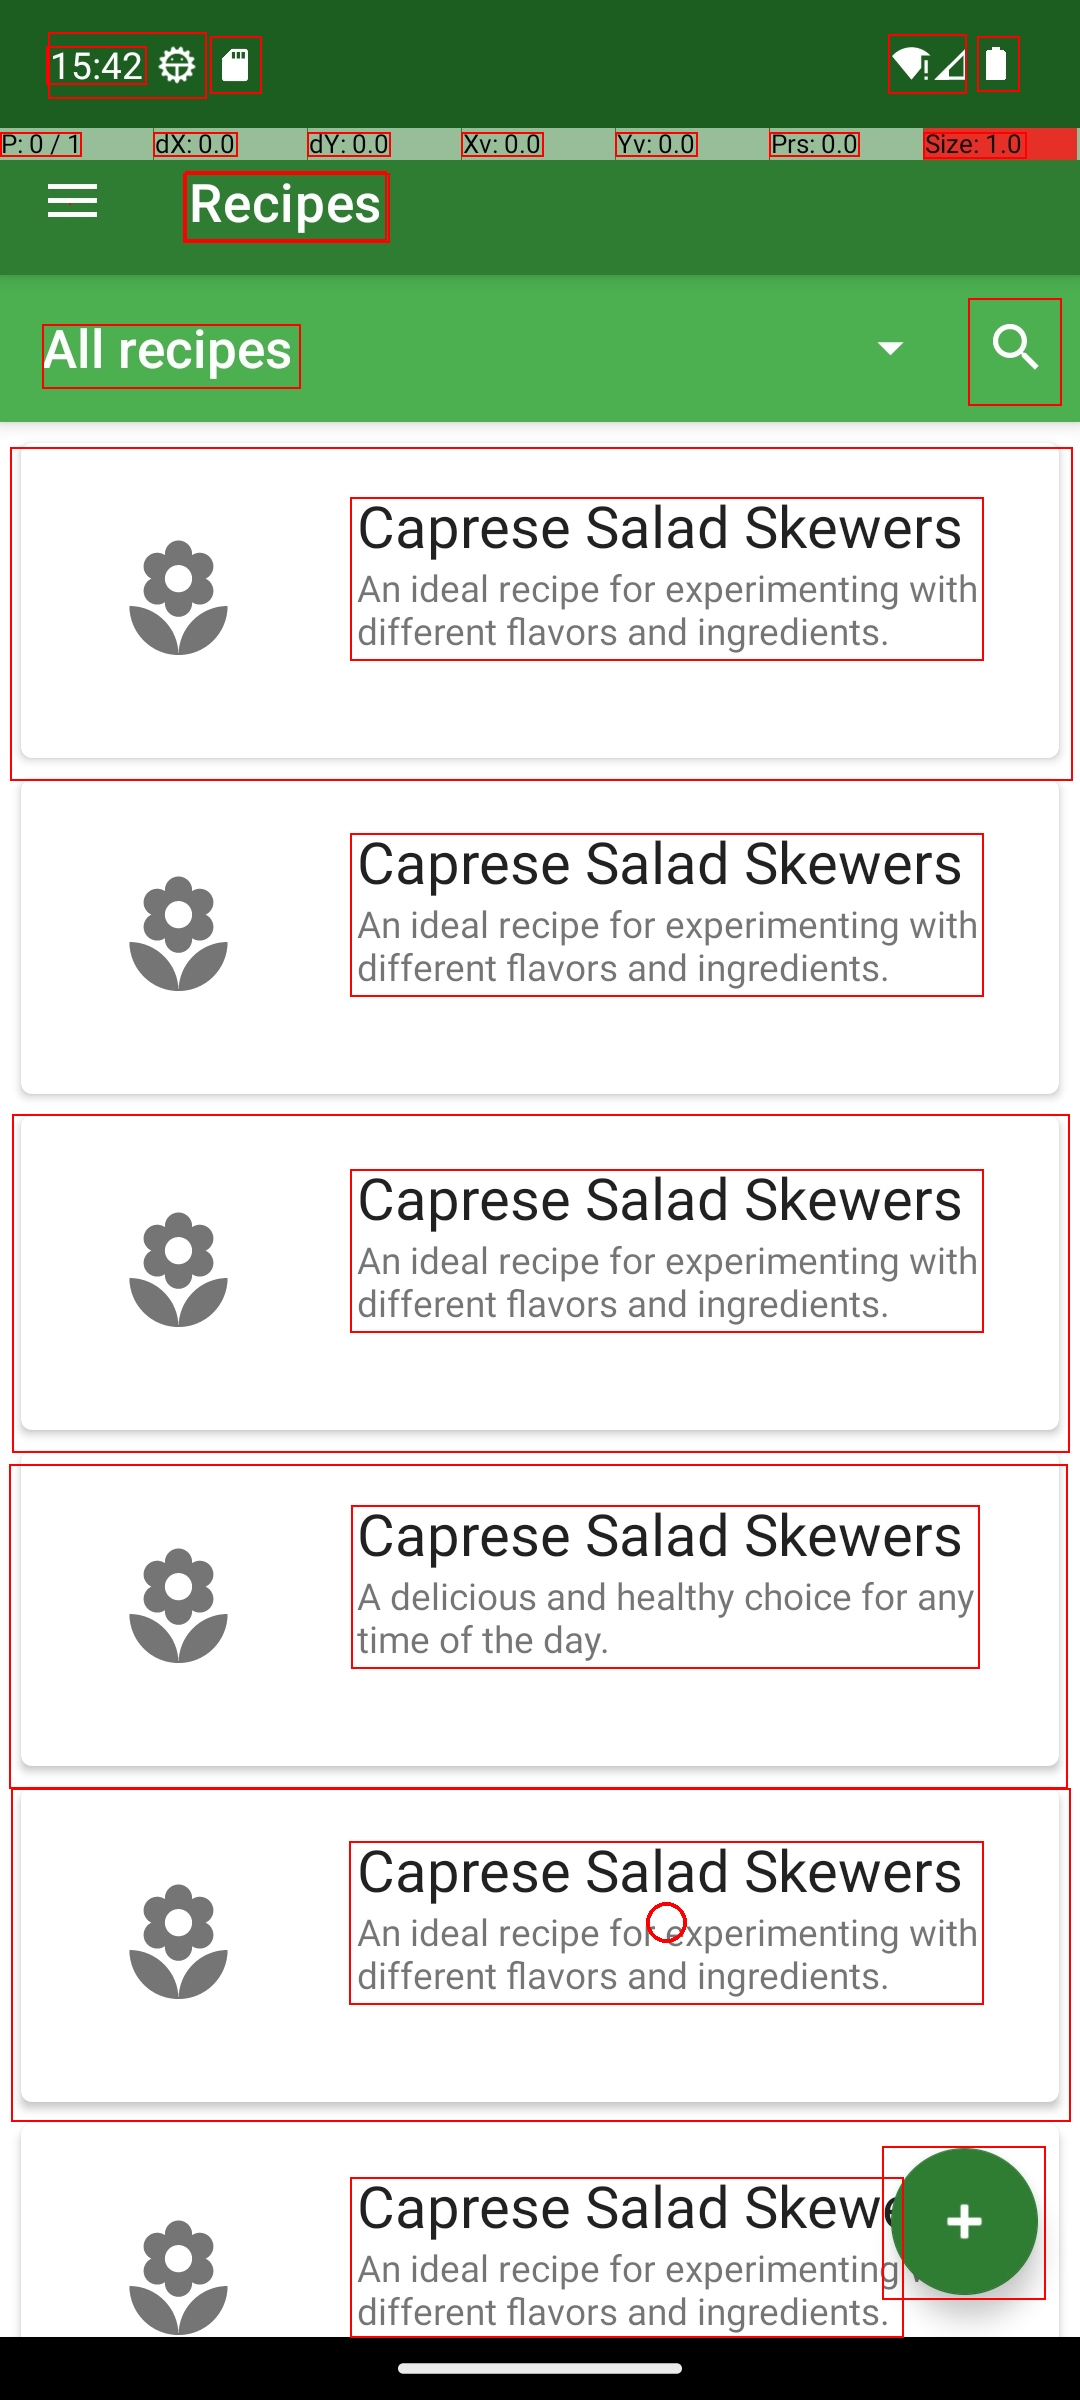 15:42
P: 0 / 1 dX: 0.0 dY: 0.0 Xv: 0.0 Yv: 0.0 Prs: 0.0 Size: 1.0
Recipes
All recipes
Caprese Salad Skewers
An ideal recipe for experimenting with
different flavors and ingredients.
Caprese Salad Skewers
An ideal recipe for experimenting with
different flavors and ingredients.
Caprese Salad Skewers
An ideal recipe for experimenting with
different flavors and ingredients.
Caprese Salad Skewers
A delicious and healthy choice for any
time of the day.
Caprese Salad Skewers
An ideal recipe for experimenting with
different flavors and ingredients.
Caprese Salad Skewe
An ideal recipe for experimenting
different flavors and ingredients.